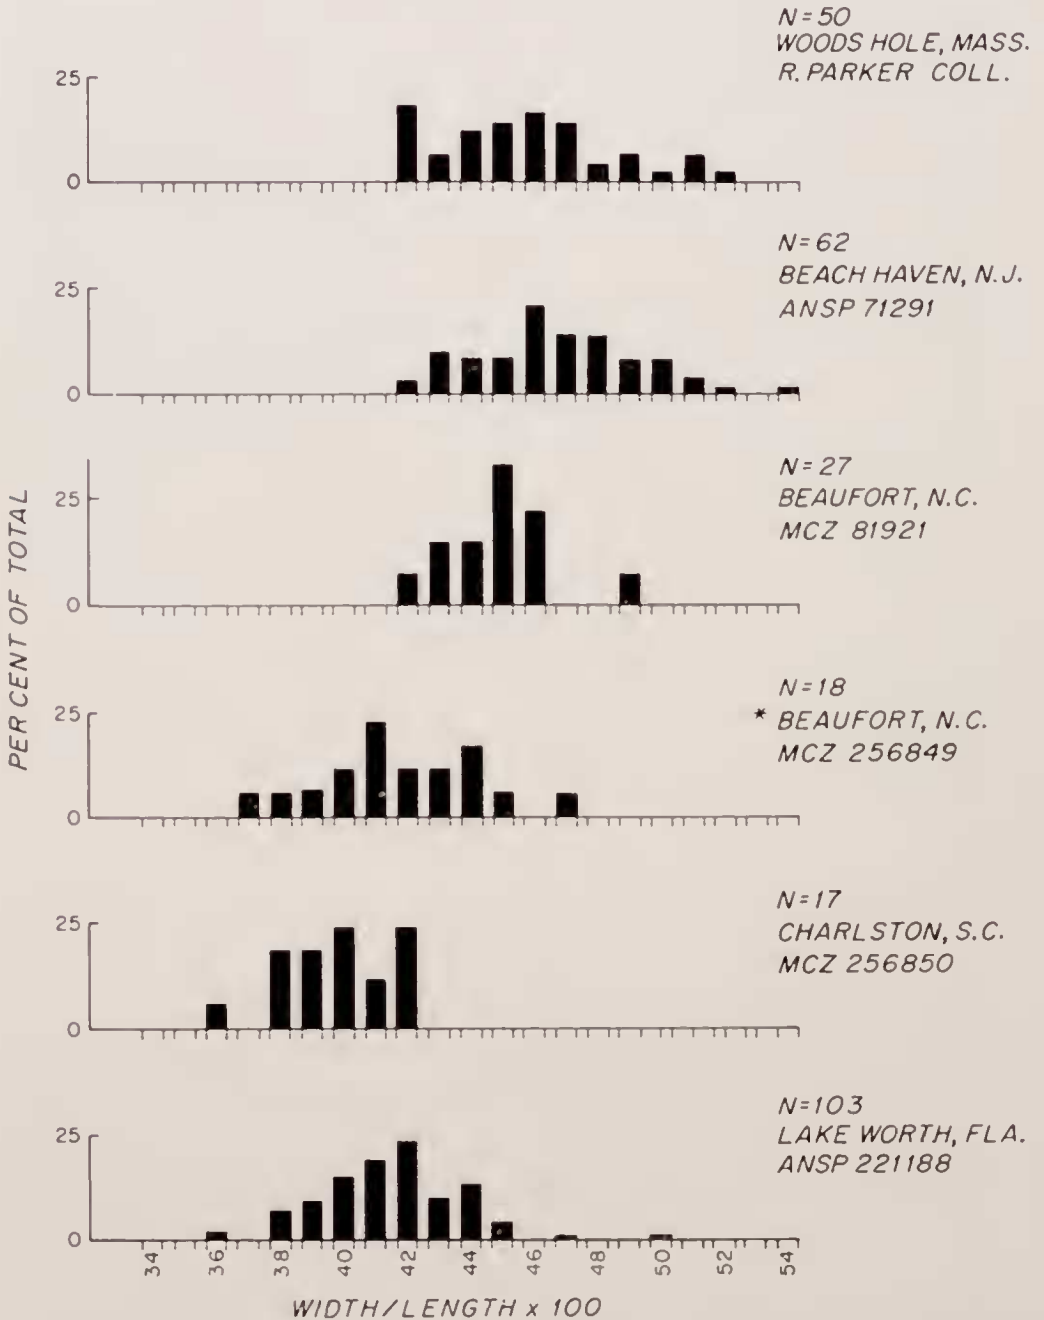 N=50
WOODS HOLE, MASS.
R. PARKER COLL.
25
0
N=62
BEACH HAVEN, N.J.
ANSP 71291
25
0
N=27
BEAUFORT, N.C.
MCZ 81921
25
0
PER CENT OF TOTAL
N=18
* BEAUFORT, N.C.
MCZ 256849
25
0
N=17
CHARLSTON, S.C.
MCZ 256850
25
0
N=103
LAKE WORTH, FLA.
ANSP 221188
25
0
34 36 38 40 42 44 46 48 50 52 54
WIDTH/LENGTH x 100